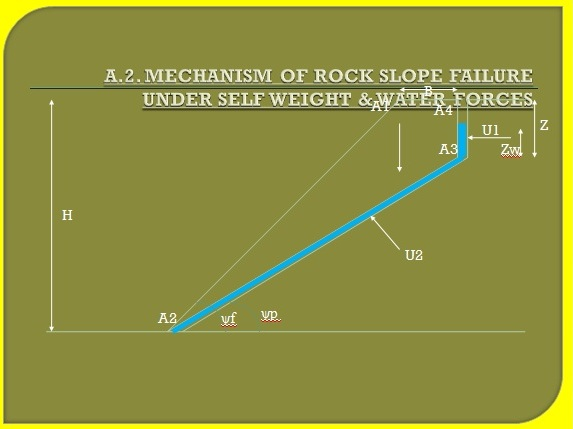 A.2. MECHANISM OF ROCK SLOPE FAILURE
UNDER SELF WEIGHT & WATER FORCES
B
A1
A4
U1
Z
A3
Zw
H
U2
A2
ψf
ψp